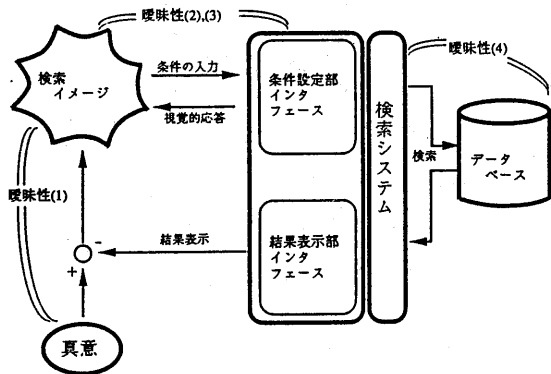 曖昧性(2),(3)
曖昧性(4)
検索
イメージ
条件の入力
視覚的応答
条件設定部
インタ
フェース
検索システム
検索
データ
ベース
曖昧性(1)
結果表示
-
+
結果表示部
インタ
フェース
真意